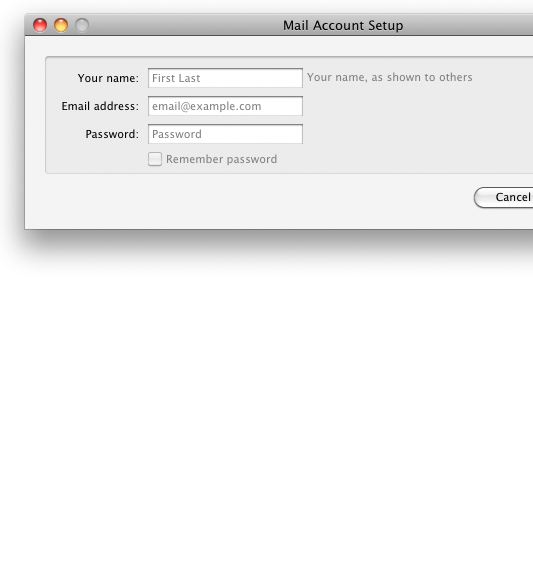 Mail Account Setup
Your name: First Last Your name, as shown to others
Email address: email@example.com
Password: Password
Remember password
Cancel